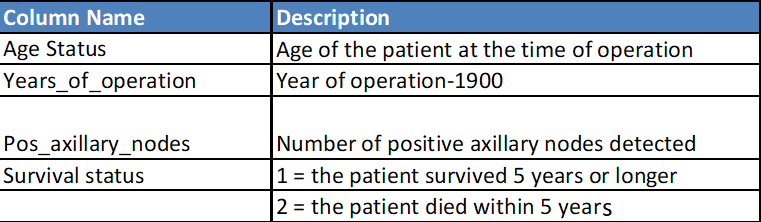 Column Name Description
Age Status Age of the patient at the time of operation
Years_of_operation Year of operation-1900
Pos_axillary_nodes Number of positive axillary nodes detected
Survival status 1 = the patient survived 5 years or longer
2 = the patient died within 5 years